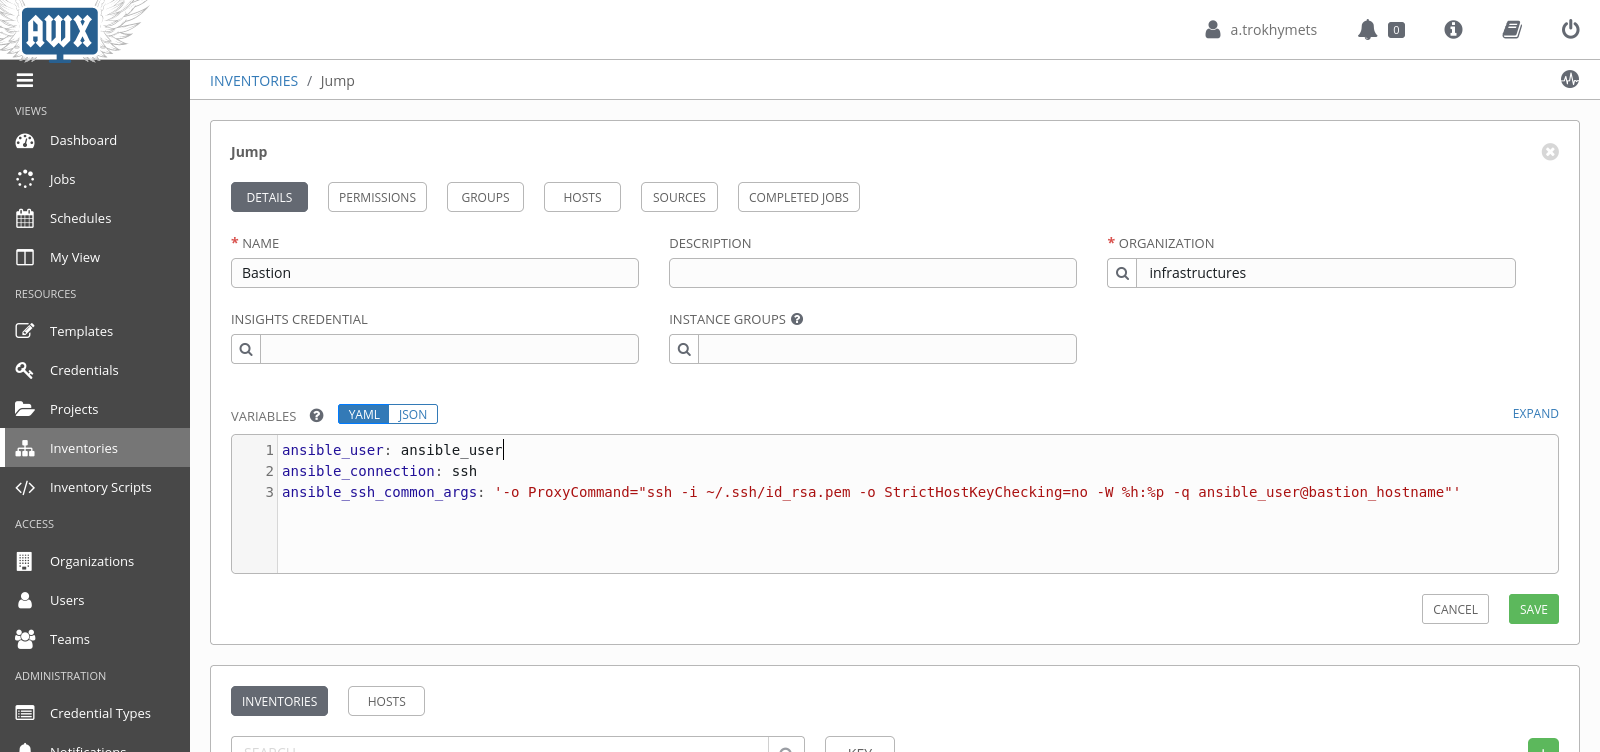 AWX
a.trokhymets
0
INVENTORIES / Jump
VIEWS
Dashboard
Jobs
Schedules
My View
RESOURCES
Templates
Credentials
Projects
Inventories
Inventory Scripts
ACCESS
Organizations
Users
Teams
ADMINISTRATION
Credential Types
Notifications
Jump
DETAILS PERMISSIONS GROUPS HOSTS SOURCES COMPLETED JOBS
* NAME DESCRIPTION * ORGANIZATION
Bastion infrastructures
INSIGHTS CREDENTIAL INSTANCE GROUPS ?
VARIABLES ? YAML JSON EXPAND
1 ansible_user: ansible_user
2 ansible_connection: ssh
3 ansible_ssh_common_args: '-o ProxyCommand="ssh -i ~/.ssh/id_rsa.pem -o StrictHostKeyChecking=no -W %h:%p -q ansible_user@bastion_hostname"'
CANCEL SAVE
INVENTORIES HOSTS
SEARCH KEY +